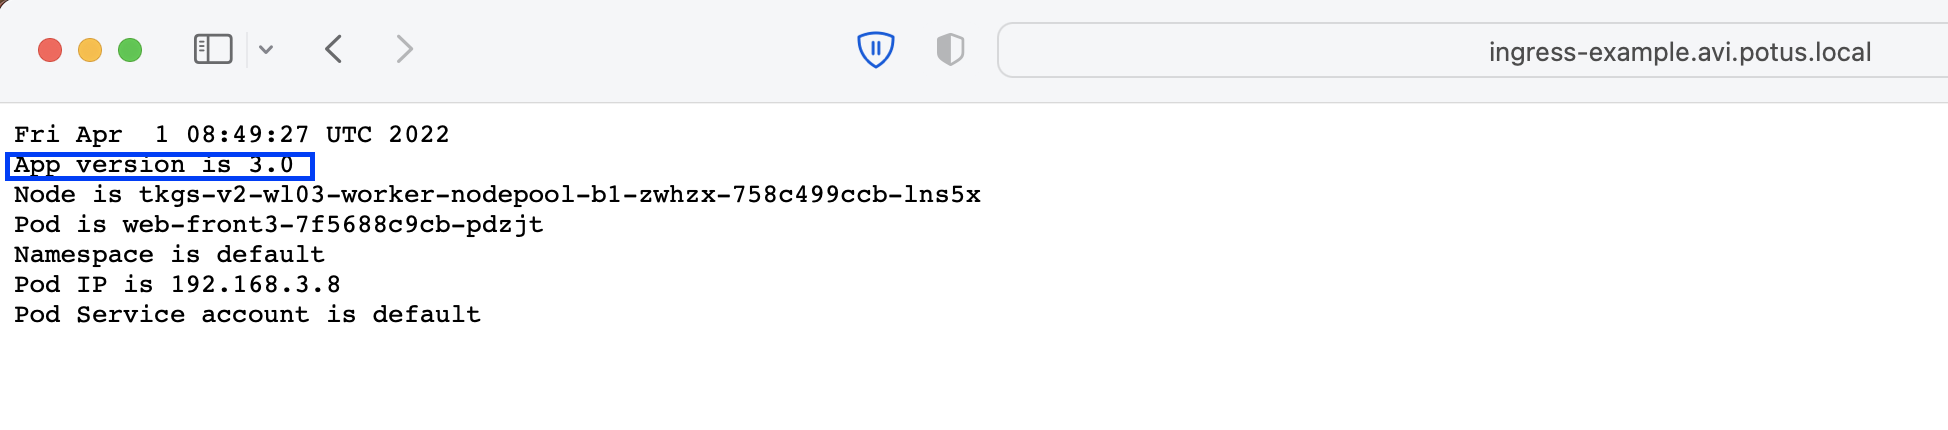 ingress-example.avi.potus.local
Fri Apr  1 08:49:27 UTC 2022
App version is 3.0
Node is tkgs-v2-wl03-worker-nodepool-b1-zwhzx-758c499ccb-lns5x
Pod is web-front3-7f5688c9cb-pdzjt
Namespace is default
Pod IP is 192.168.3.8
Pod Service account is default